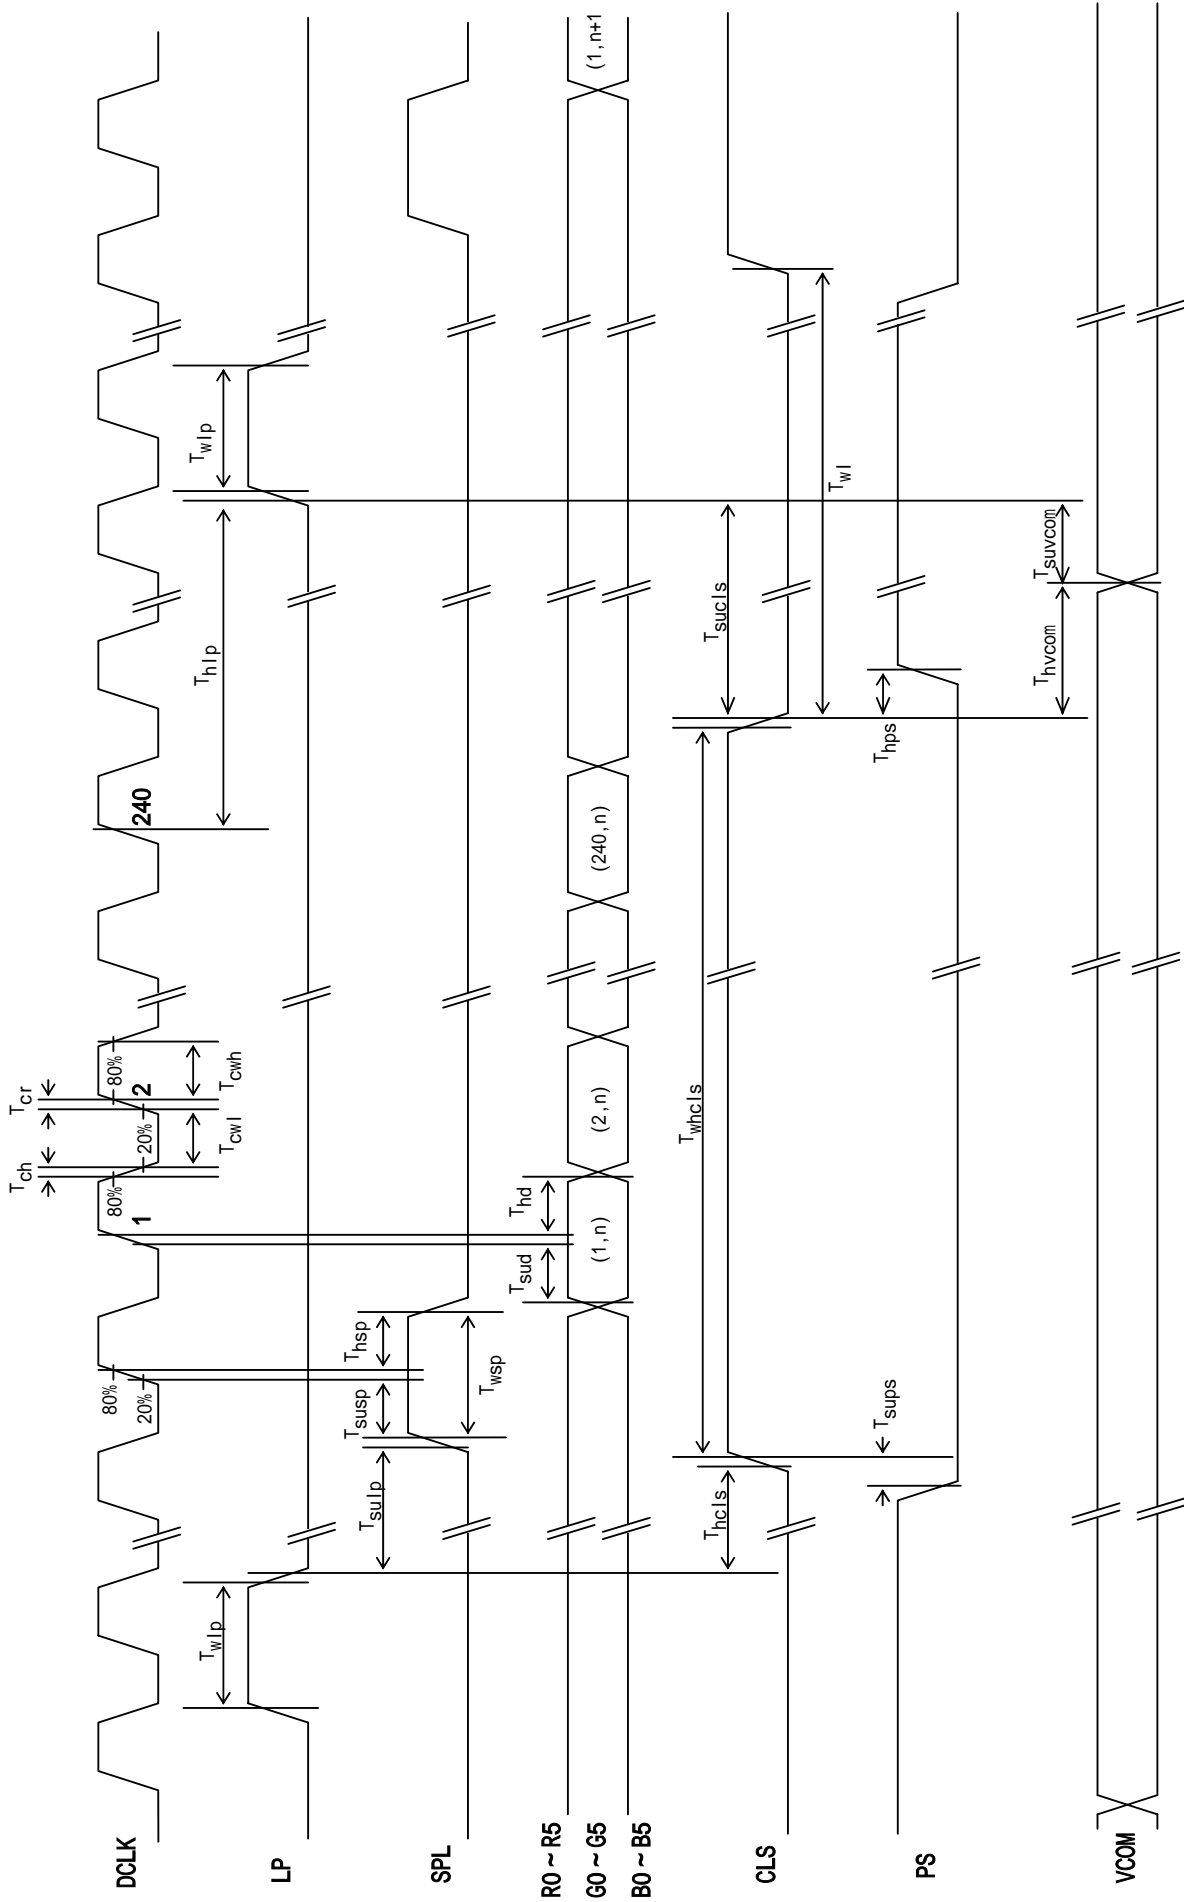 DCLK
80%
20%
1
80%
Tch
20%
Tcr
2
80%
Tcwl
Tcwh
240
LP
Twlp
Thlp
Twlp
SPL
Tsulp
Tsusp
Thsp
Twsp
R0 ~ R5
G0 ~ G5
B0 ~ B5
Tsud
Thd
(1,n)
(2,n)
(240,n)
(1,n+1
CLS
Thcls
Twhcls
Tsucls
Twl
PS
Tsups
Thps
VCOM
Thvcom
Tsuvcom